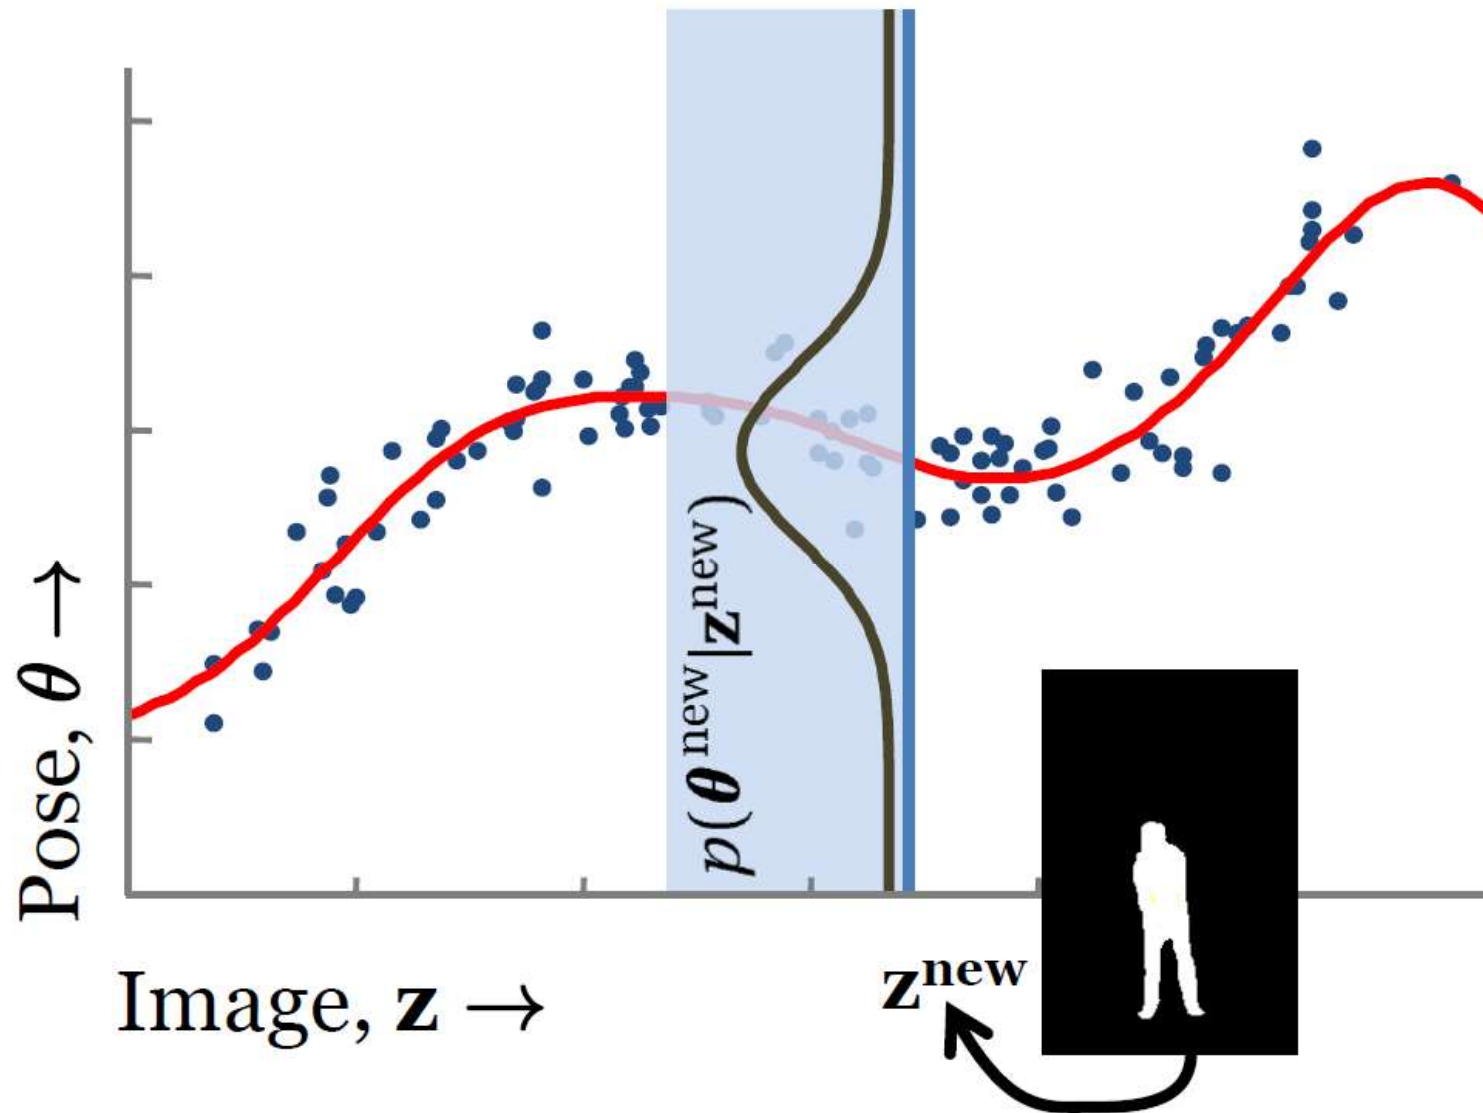 Pose, θ →
p(θ^new|z^new)
Image, z →
z^new